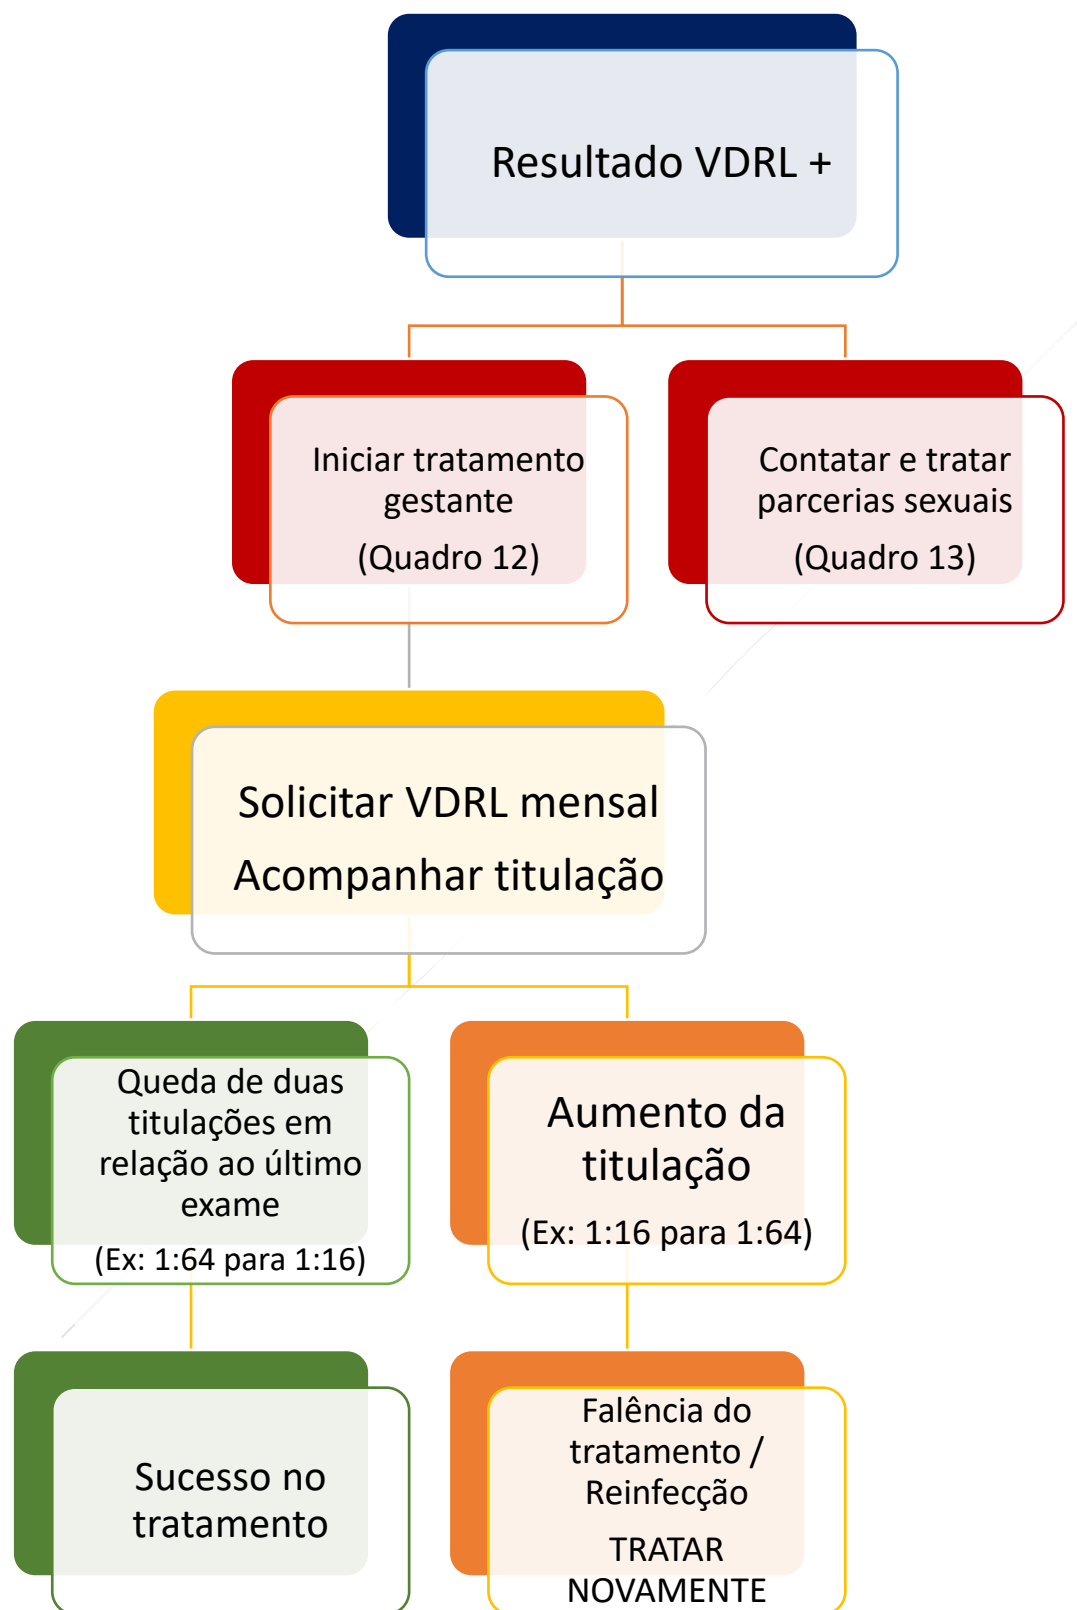 Resultado VDRL +
Iniciar tratamento
gestante
(Quadro 12)
Contatar e tratar
parcerias sexuais
(Quadro 13)
Solicitar VDRL mensal
Acompanhar titulação
Queda de duas
titulações em
relação ao último
exame
(Ex: 1:64 para 1:16)
Aumento da
titulação
(Ex: 1:16 para 1:64)
Sucesso no
tratamento
Falência do
tratamento /
Reinfecção
TRATAR
NOVAMENTE